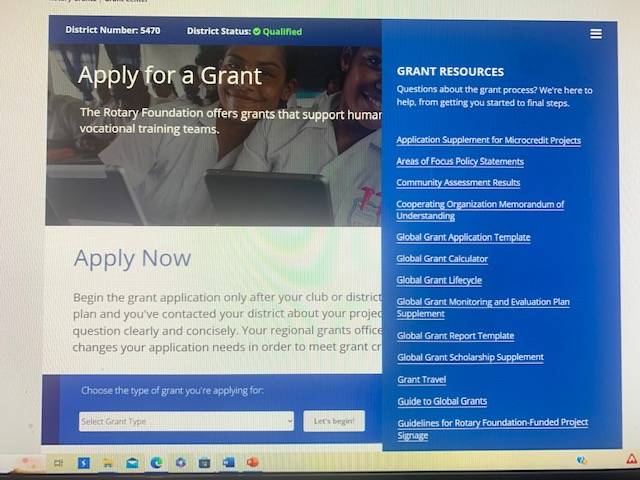 District Number: 5470
District Status: Qualified
Apply for a Grant
The Rotary Foundation offers grants that support human
vocational training teams.
Apply Now
Begin the grant application only after your club or district
plan and you've contacted your district about your projec
question clearly and concisely. Your regional grants office
changes your application needs in order to meet grant cr
Choose the type of grant you're applying for:
Select Grant Type
Let's begin!
GRANT RESOURCES
Questions about the grant process? We're here to
help, from getting you started to final steps.
Application Supplement for Microcredit Projects
Areas of Focus Policy Statements
Community Assessment Results
Cooperating Organization Memorandum of
Understanding
Global Grant Application Template
Global Grant Calculator
Global Grant Lifecycle
Global Grant Monitoring and Evaluation Plan
Supplement
Global Grant Report Template
Global Grant Scholarship Supplement
Grant Travel
Guide to Global Grants
Guidelines for Rotary Foundation-Funded Project
Signage